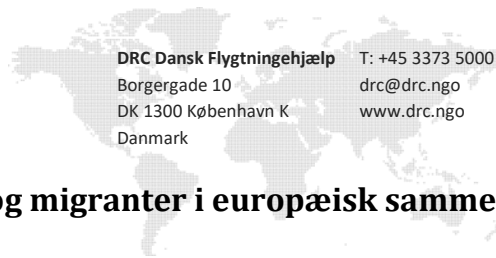 DRC Dansk Flygtningehjælp T: +45 3373 5000
Borgergade 10 drc@drc.ngo
DK 1300 København K www.drc.ngo
Danmark
og migranter i europæisk samme